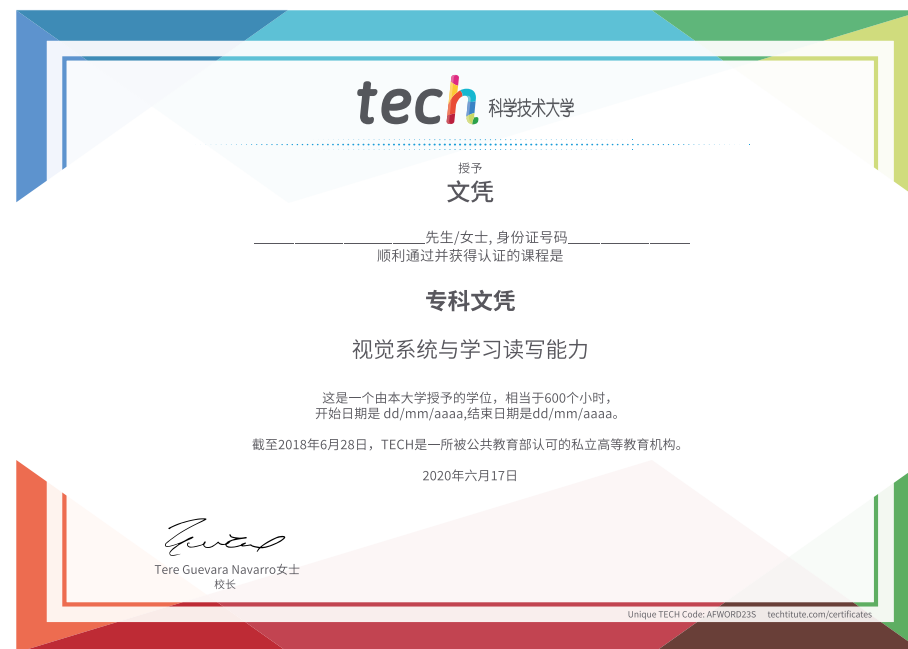 tech 科学技术大学
授予
文凭
______________________先生/女士, 身份证号码________________
顺利通过并获得认证的课程是
专科文凭
视觉系统与学习读写能力
这是一个由本大学授予的学位，相当于600个小时，
开始日期是 dd/mm/aaaa,结束日期是dd/mm/aaaa。
截至2018年6月28日，TECH是一所被公共教育部认可的私立高等教育机构。
2020年六月17日
Tere Guevara Navarro女士
校长
Unique TECH Code: AFWORD23S techtitute.com/certificates